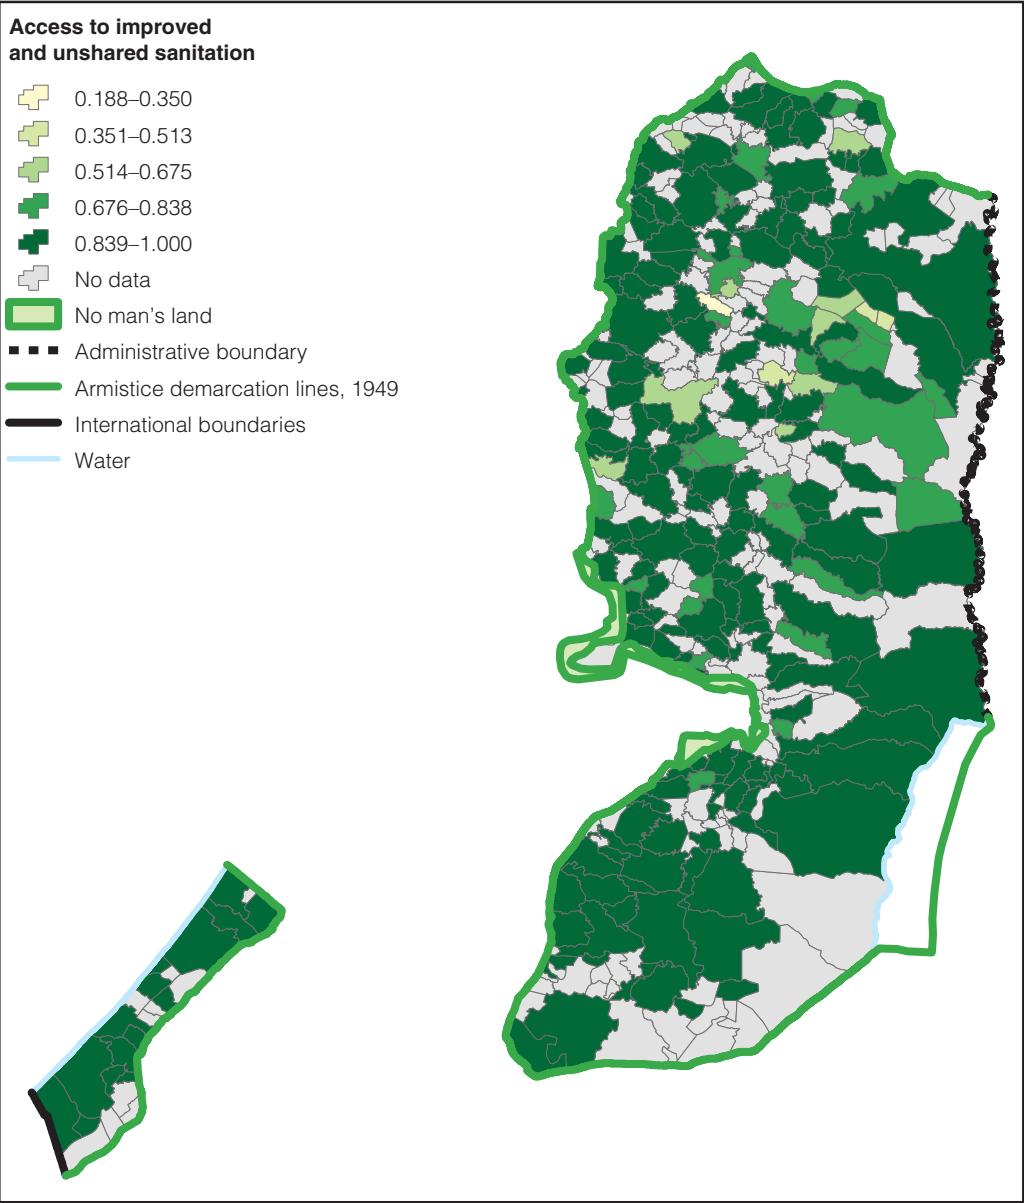 Access to improved
and unshared sanitation
0.188–0.350
0.351–0.513
0.514–0.675
0.676–0.838
0.839–1.000
No data
No man’s land
Administrative boundary
Armistice demarcation lines, 1949
International boundaries
Water